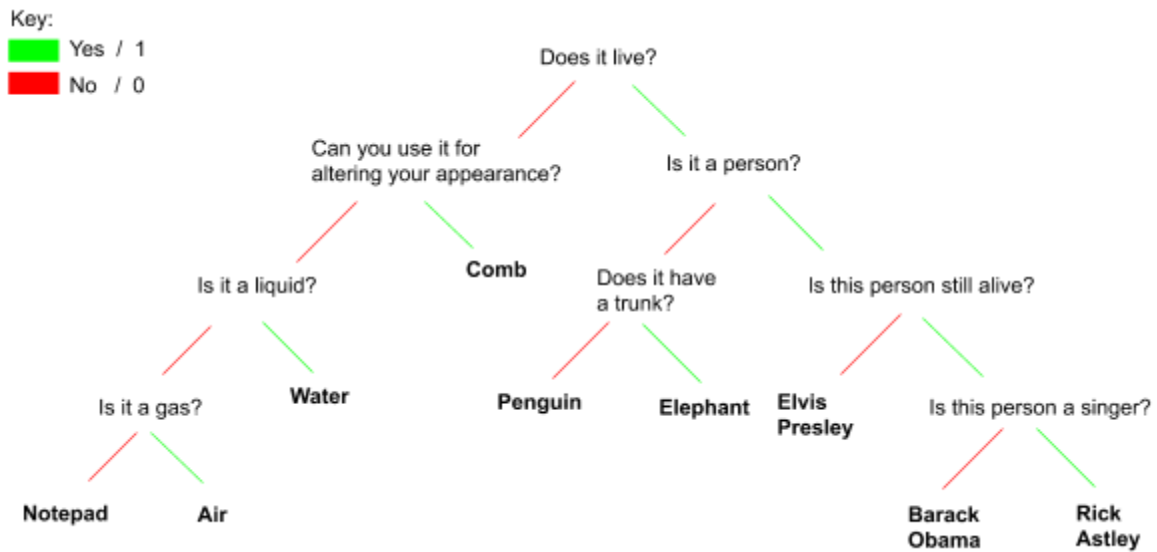 Key:
Yes / 1
No / 0
Does it live?
Can you use it for
altering your appearance?
Is it a person?
Is it a liquid?
Comb
Does it have
a trunk?
Is this person still alive?
Is it a gas?
Water
Penguin
Elephant
Elvis
Presley
Is this person a singer?
Notepad
Air
Barack
Obama
Rick
Astley